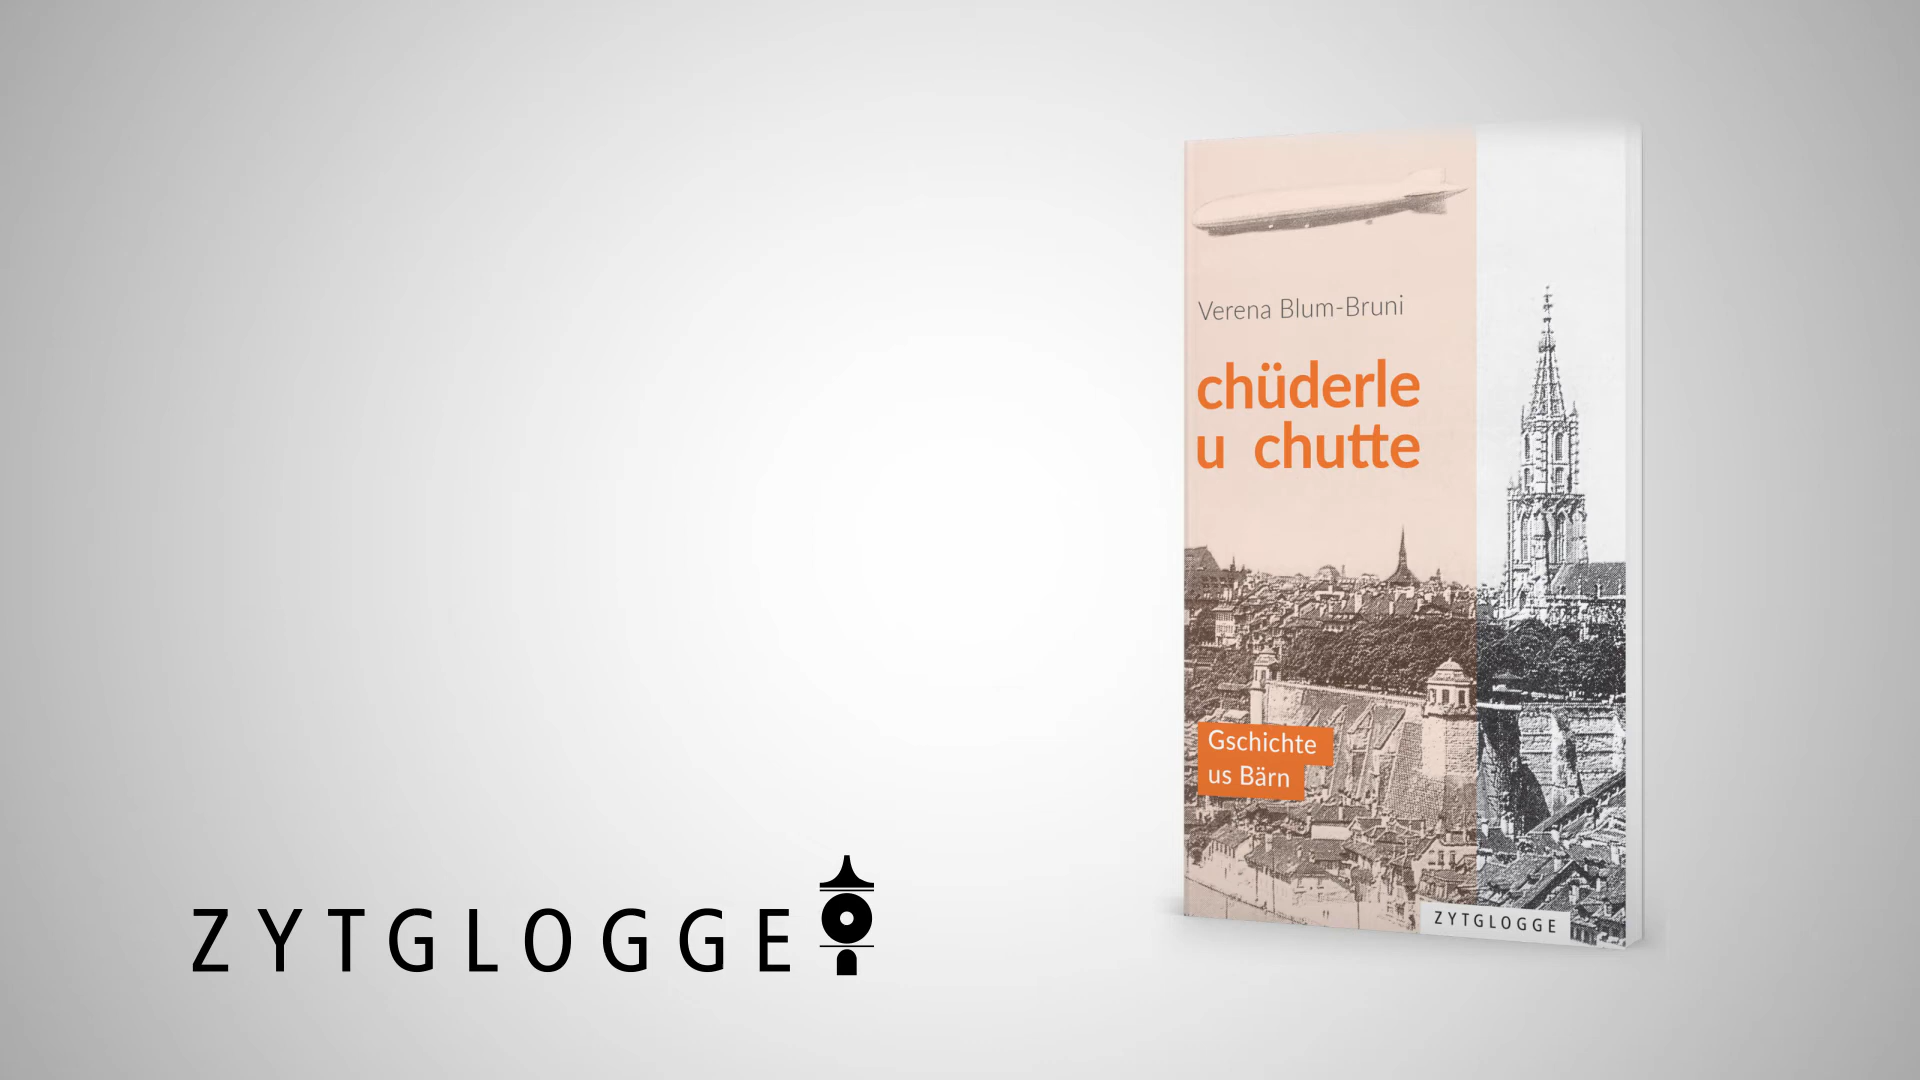 Verena Blum-Bruni
chüderle
u chutte
Gschichte
us Bärn
ZYTGLOGGE
ZYTGLOGGE